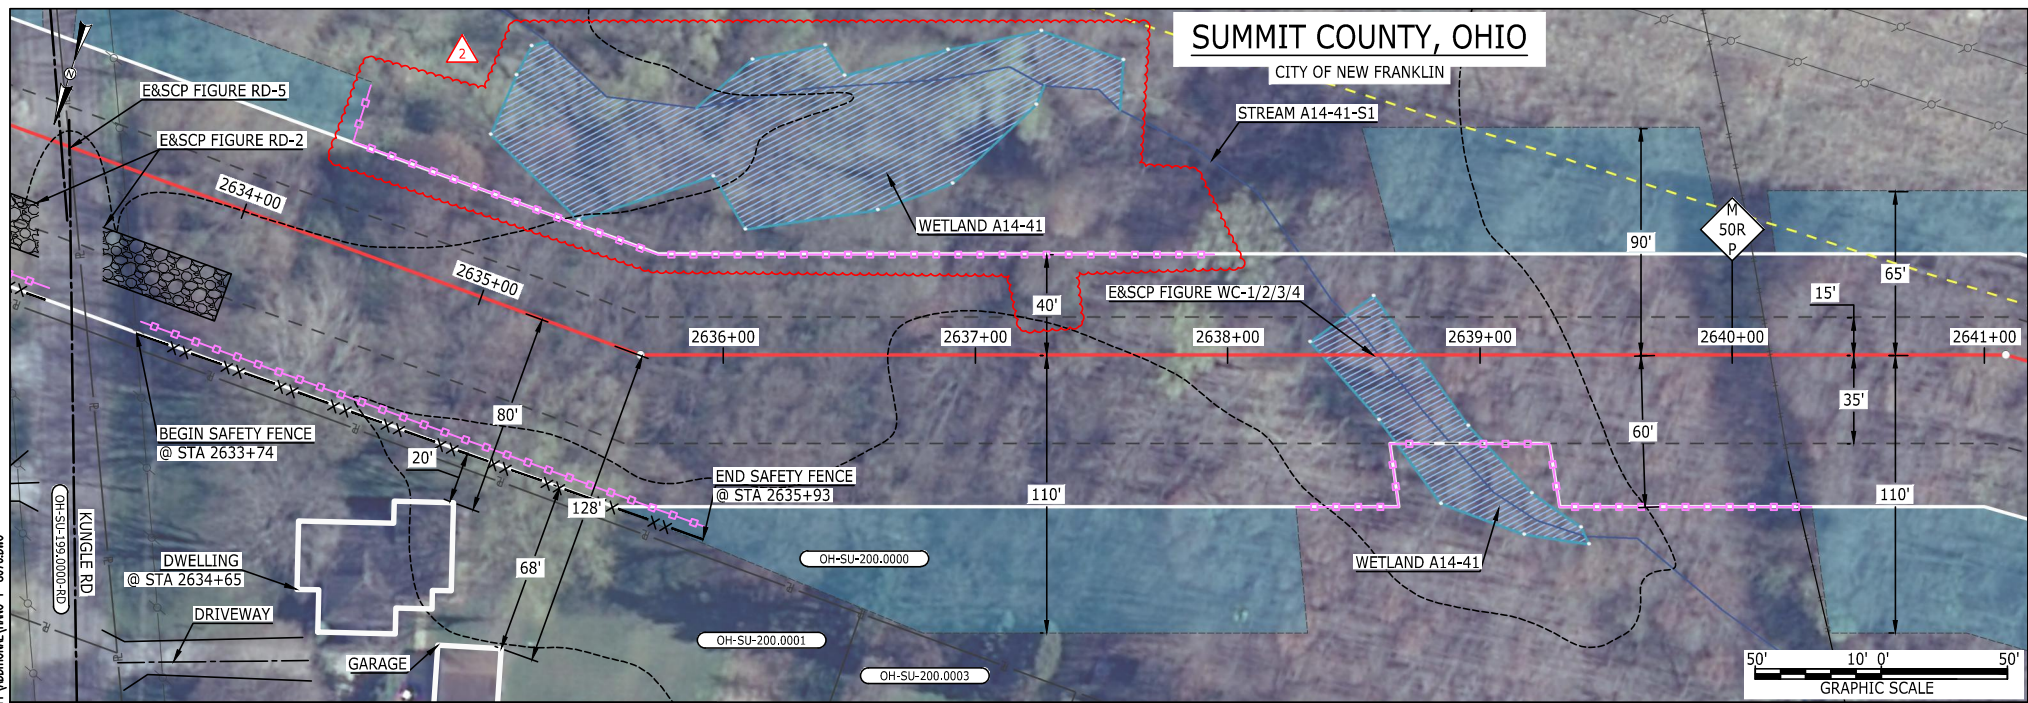 SUMMIT COUNTY, OHIO
CITY OF NEW FRANKLIN
2
N
E&SCP FIGURE RD-5
E&SCP FIGURE RD-2
STREAM A14-41-S1
WETLAND A14-41
2634+00
2635+00
2636+00
2637+00
2638+00
2639+00
2640+00
2641+00
M
50R
P
90'
65'
15'
40'
E&SCP FIGURE WC-1/2/3/4
35'
60'
80'
20'
128'
68'
110'
110'
BEGIN SAFETY FENCE
@ STA 2633+74
END SAFETY FENCE
@ STA 2635+93
WETLAND A14-41
OH-SU-199.0000-RD
KUNGLE RD
DWELLING
@ STA 2634+65
DRIVEWAY
GARAGE
OH-SU-200.0000
OH-SU-200.0001
OH-SU-200.0003
50' 10' 0' 50'
GRAPHIC SCALE